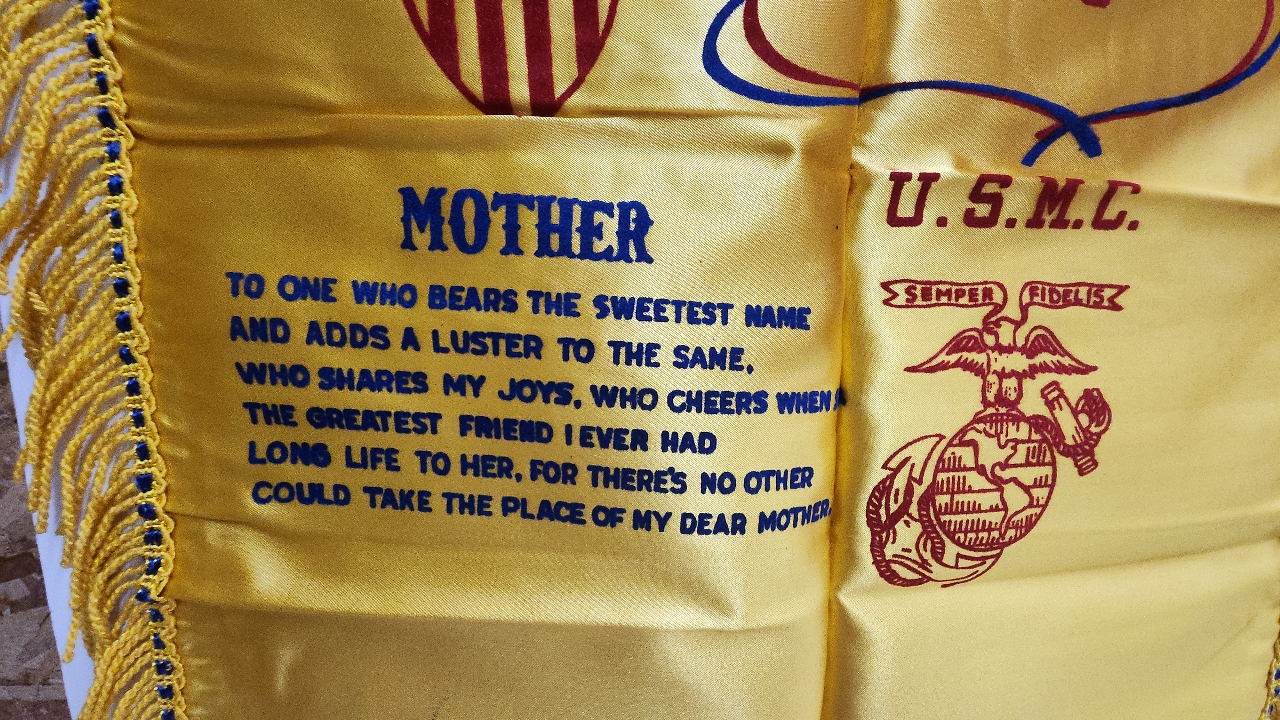 MOTHER
TO ONE WHO BEARS THE SWEETEST NAME
AND ADDS A LUSTER TO THE SAME,
WHO SHARES MY JOYS, WHO CHEERS WHEN
THE GREATEST FRIEND I EVER HAD
LONG LIFE TO HER, FOR THERE'S NO OTHER
COULD TAKE THE PLACE OF MY DEAR MOTHER.
U.S.M.C.
SEMPER FIDELIS